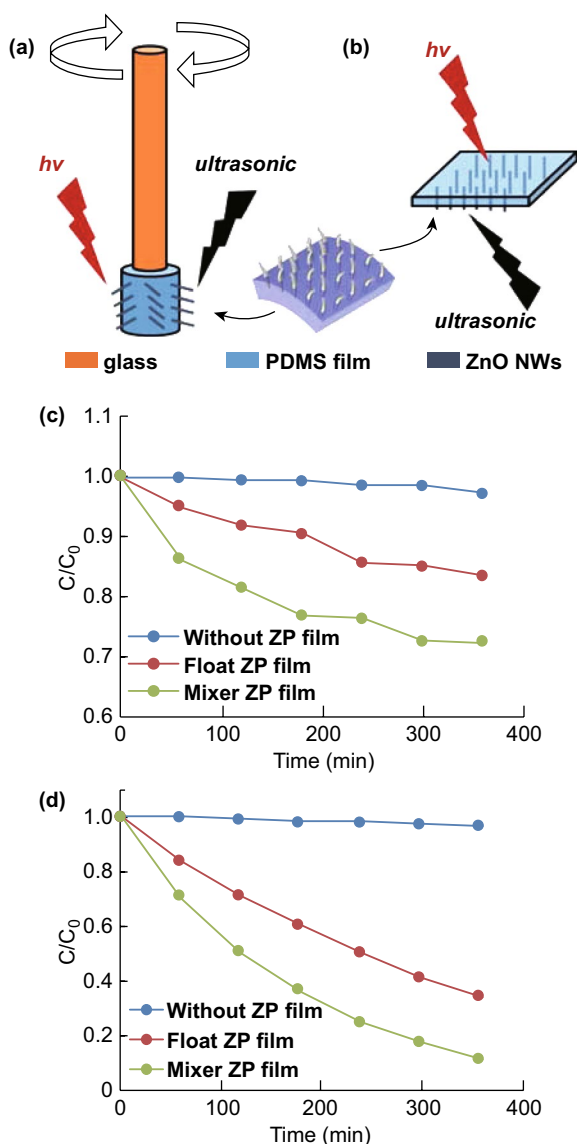 (a)
(b)
hv
hv
ultrasonic
ultrasonic
glass PDMS film ZnO NWs
(c)
1.1
1.0
0.9
0.8
0.7
0.6
C/C0
Without ZP film
Float ZP film
Mixer ZP film
0 100 200 300 400
Time (min)
(d)
1.0
0.8
0.6
0.4
0.2
0
C/C0
Without ZP film
Float ZP film
Mixer ZP film
0 100 200 300 400
Time (min)